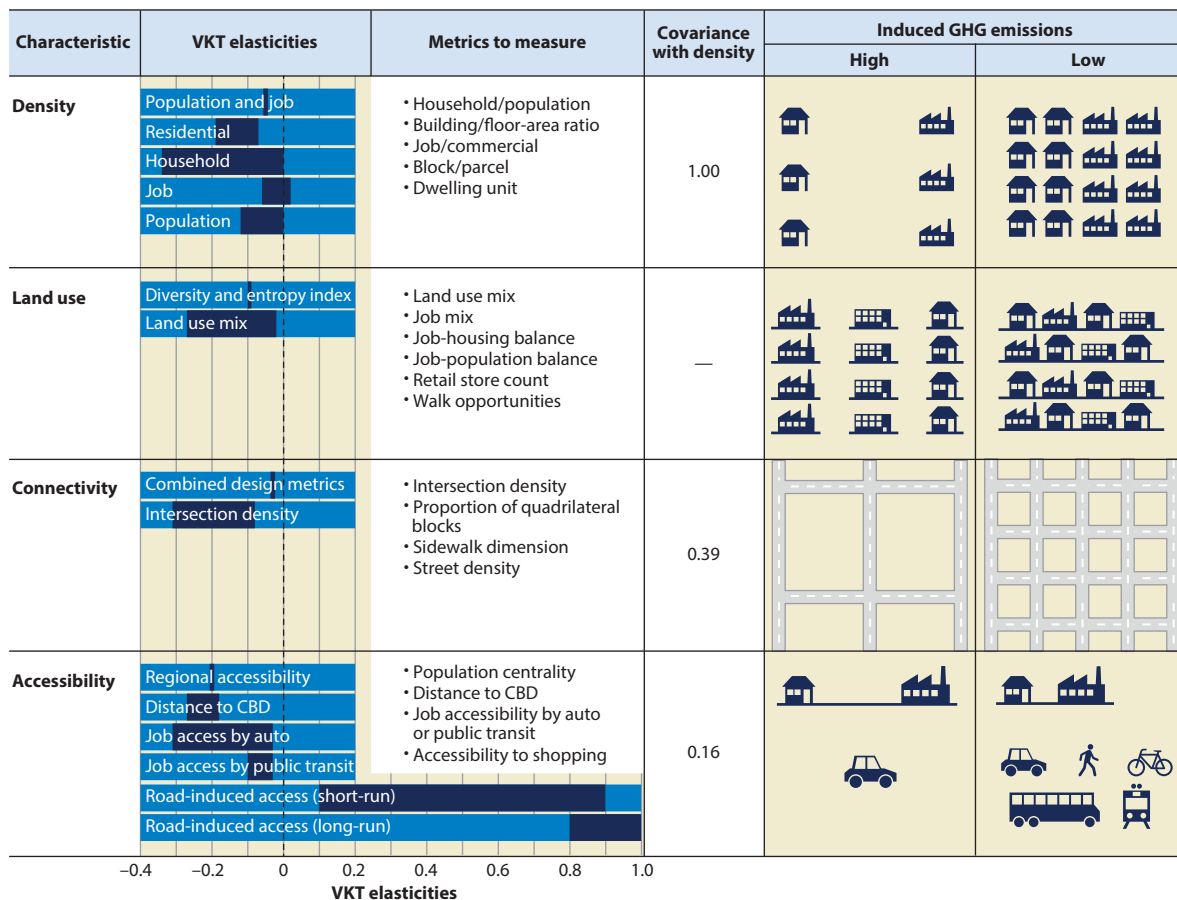 Characteristic
VKT elasticities
Metrics to measure
Covariance
with density
Induced GHG emissions
High
Low
Density
Population and job
Residential
Household
Job
Population
• Household/population
• Building/floor-area ratio
• Job/commercial
• Block/parcel
• Dwelling unit
1.00
Land use
Diversity and entropy index
Land use mix
• Land use mix
• Job mix
• Job-housing balance
• Job-population balance
• Retail store count
• Walk opportunities
—
Connectivity
Combined design metrics
Intersection density
• Intersection density
• Proportion of quadrilateral
blocks
• Sidewalk dimension
• Street density
0.39
Accessibility
Regional accessibility
Distance to CBD
Job access by auto
Job access by public transit
Road-induced access (short-run)
Road-induced access (long-run)
• Population centrality
• Distance to CBD
• Job accessibility by auto
or public transit
• Accessibility to shopping
0.16
−0.4 −0.2 0 0.2 0.4 0.6 0.8 1.0
VKT elasticities